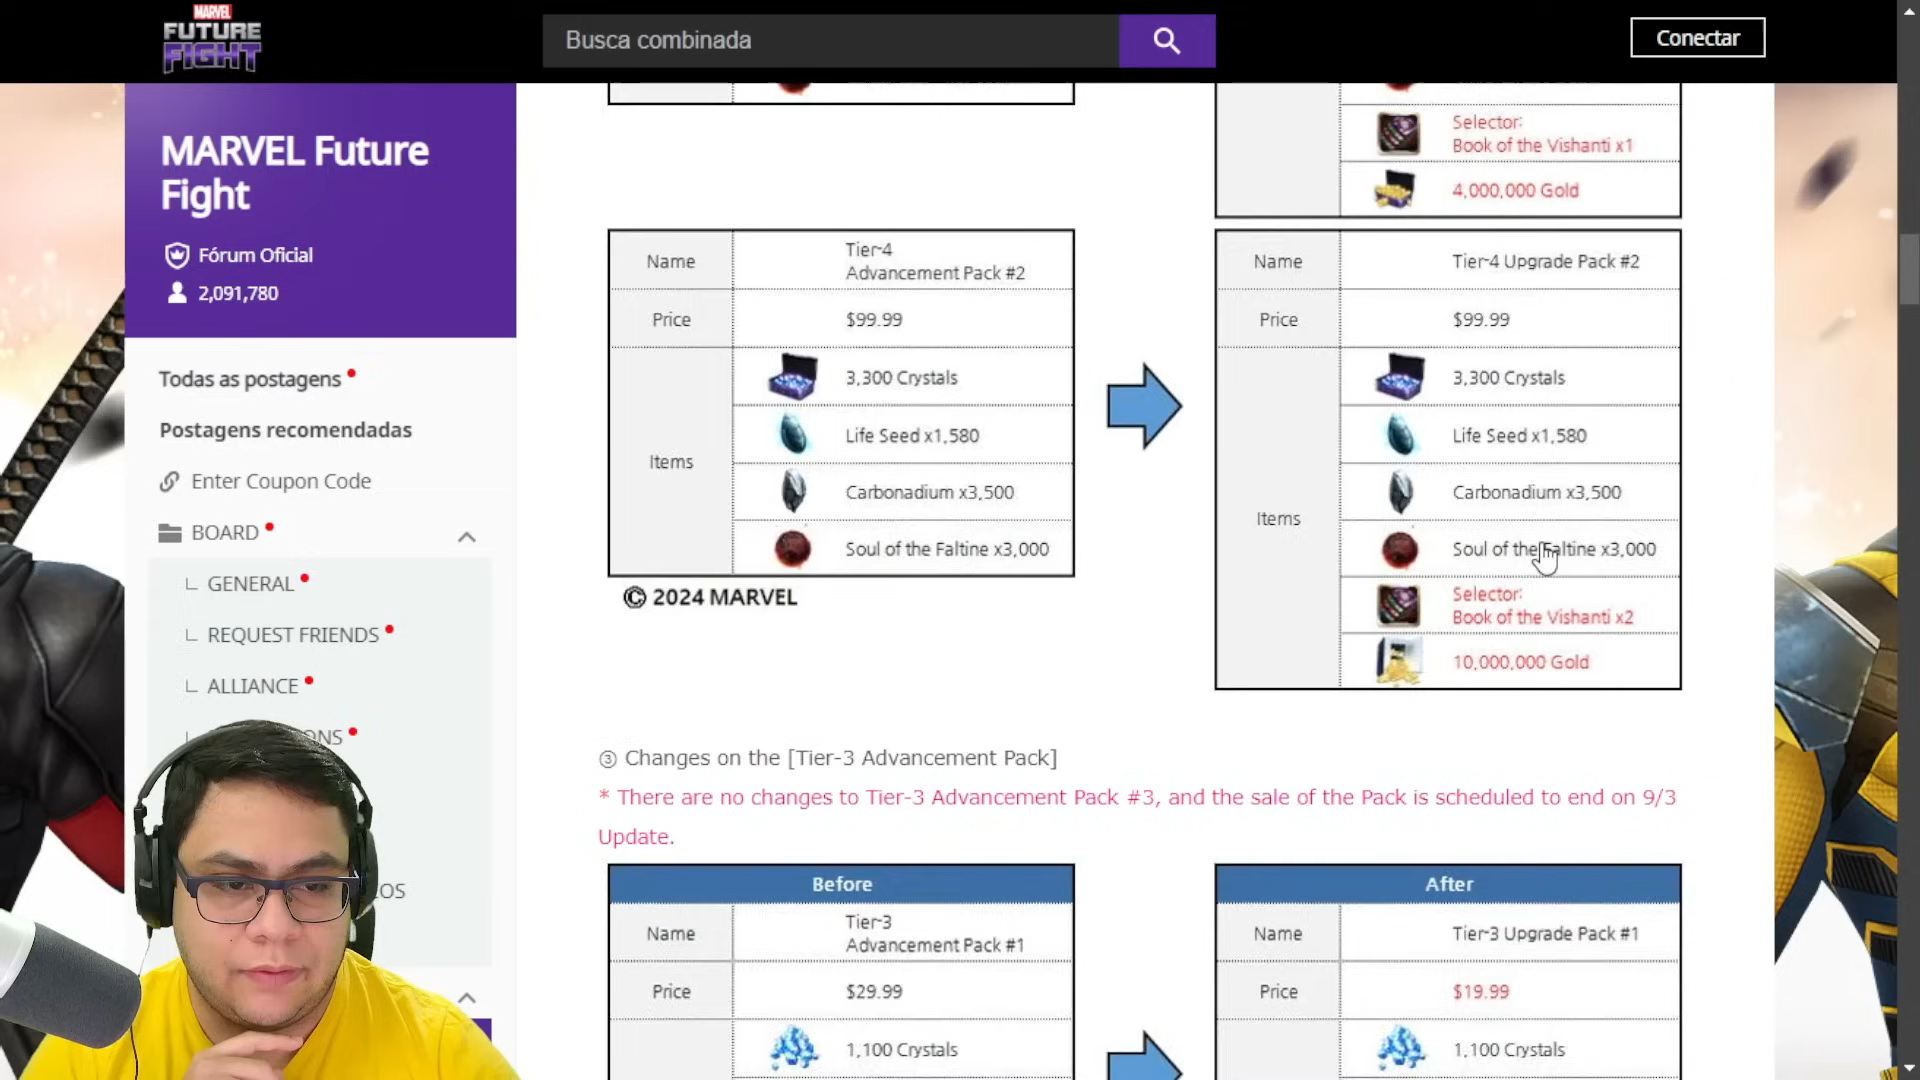 MARVEL
FUTURE
FIGHT
Busca combinada
Conectar
MARVEL Future
Fight
Fórum Oficial
2,091,780
Todas as postagens
Postagens recomendadas
Enter Coupon Code
BOARD
GENERAL
REQUEST FRIENDS
ALLIANCE
ONS
OS
Selector:
Book of the Vishanti x1
4,000,000 Gold
Name
Tier-4
Advancement Pack #2
Price
$99.99
Items
3,300 Crystals
Life Seed x1,580
Carbonadium x3,500
Soul of the Faltine x3,000
© 2024 MARVEL
Name
Tier-4 Upgrade Pack #2
Price
$99.99
Items
3,300 Crystals
Life Seed x1,580
Carbonadium x3,500
Soul of the Faltine x3,000
Selector:
Book of the Vishanti x2
10,000,000 Gold
③ Changes on the [Tier-3 Advancement Pack]
* There are no changes to Tier-3 Advancement Pack #3, and the sale of the Pack is scheduled to end on 9/3
Update.
Before
Name
Tier-3
Advancement Pack #1
Price
$29.99
1,100 Crystals
After
Name
Tier-3 Upgrade Pack #1
Price
$19.99
1,100 Crystals